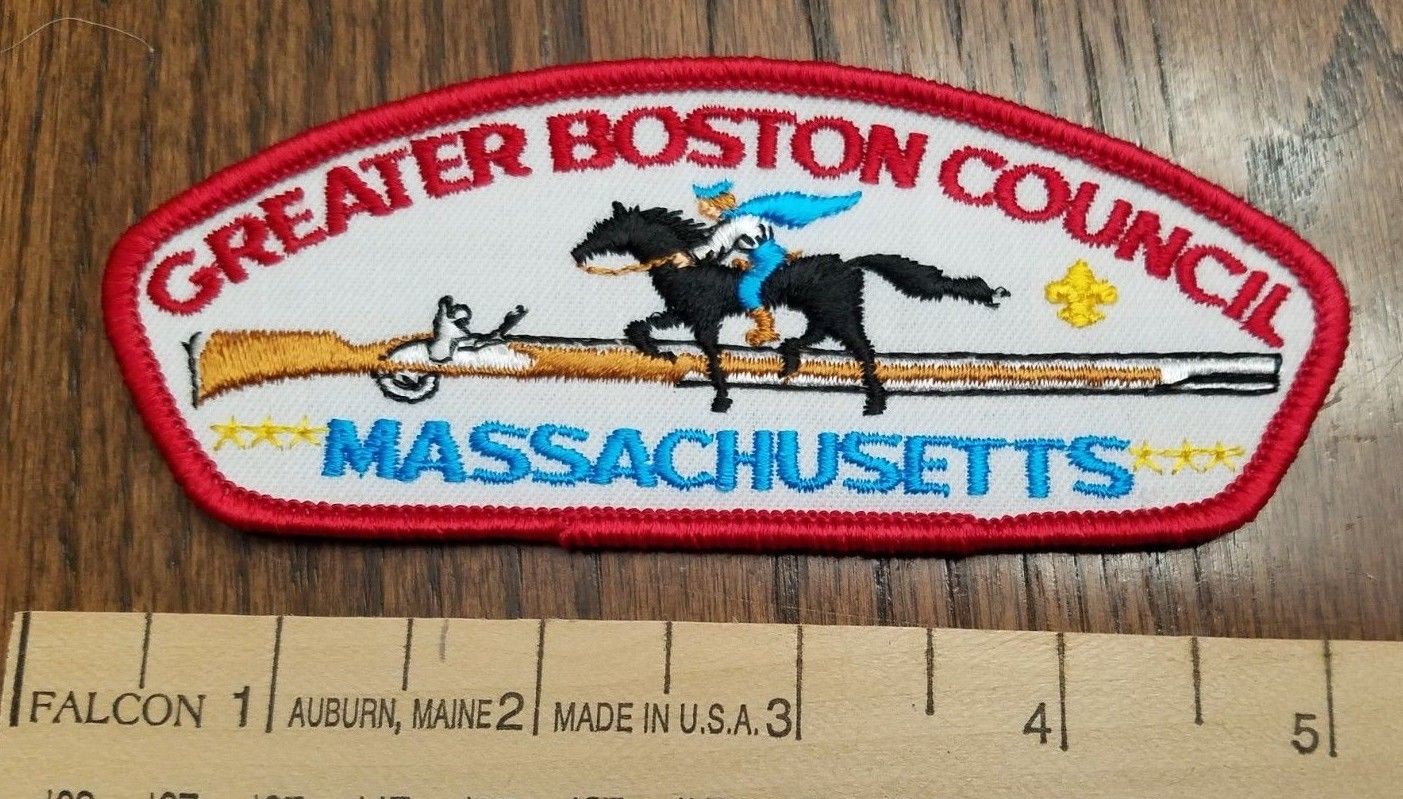 GREATER BOSTON COUNCIL
MASSACHUSETTS
FALCON 1 AUBURN, MAINE 2 MADE IN U.S.A. 3 4 5